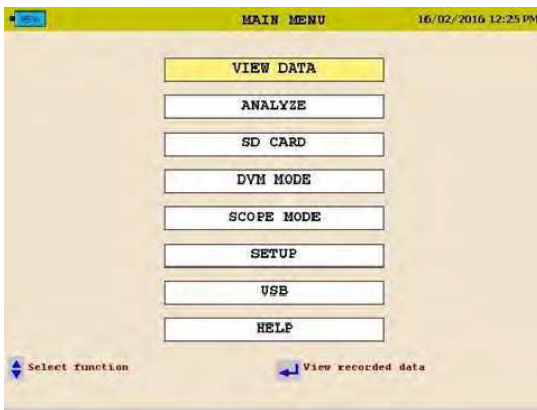 MAIN MENU 16/02/2016 12:25 PM
VIEW DATA
ANALYZE
SD CARD
DVM MODE
SCOPE MODE
SETUP
USB
HELP
Select function View recorded data